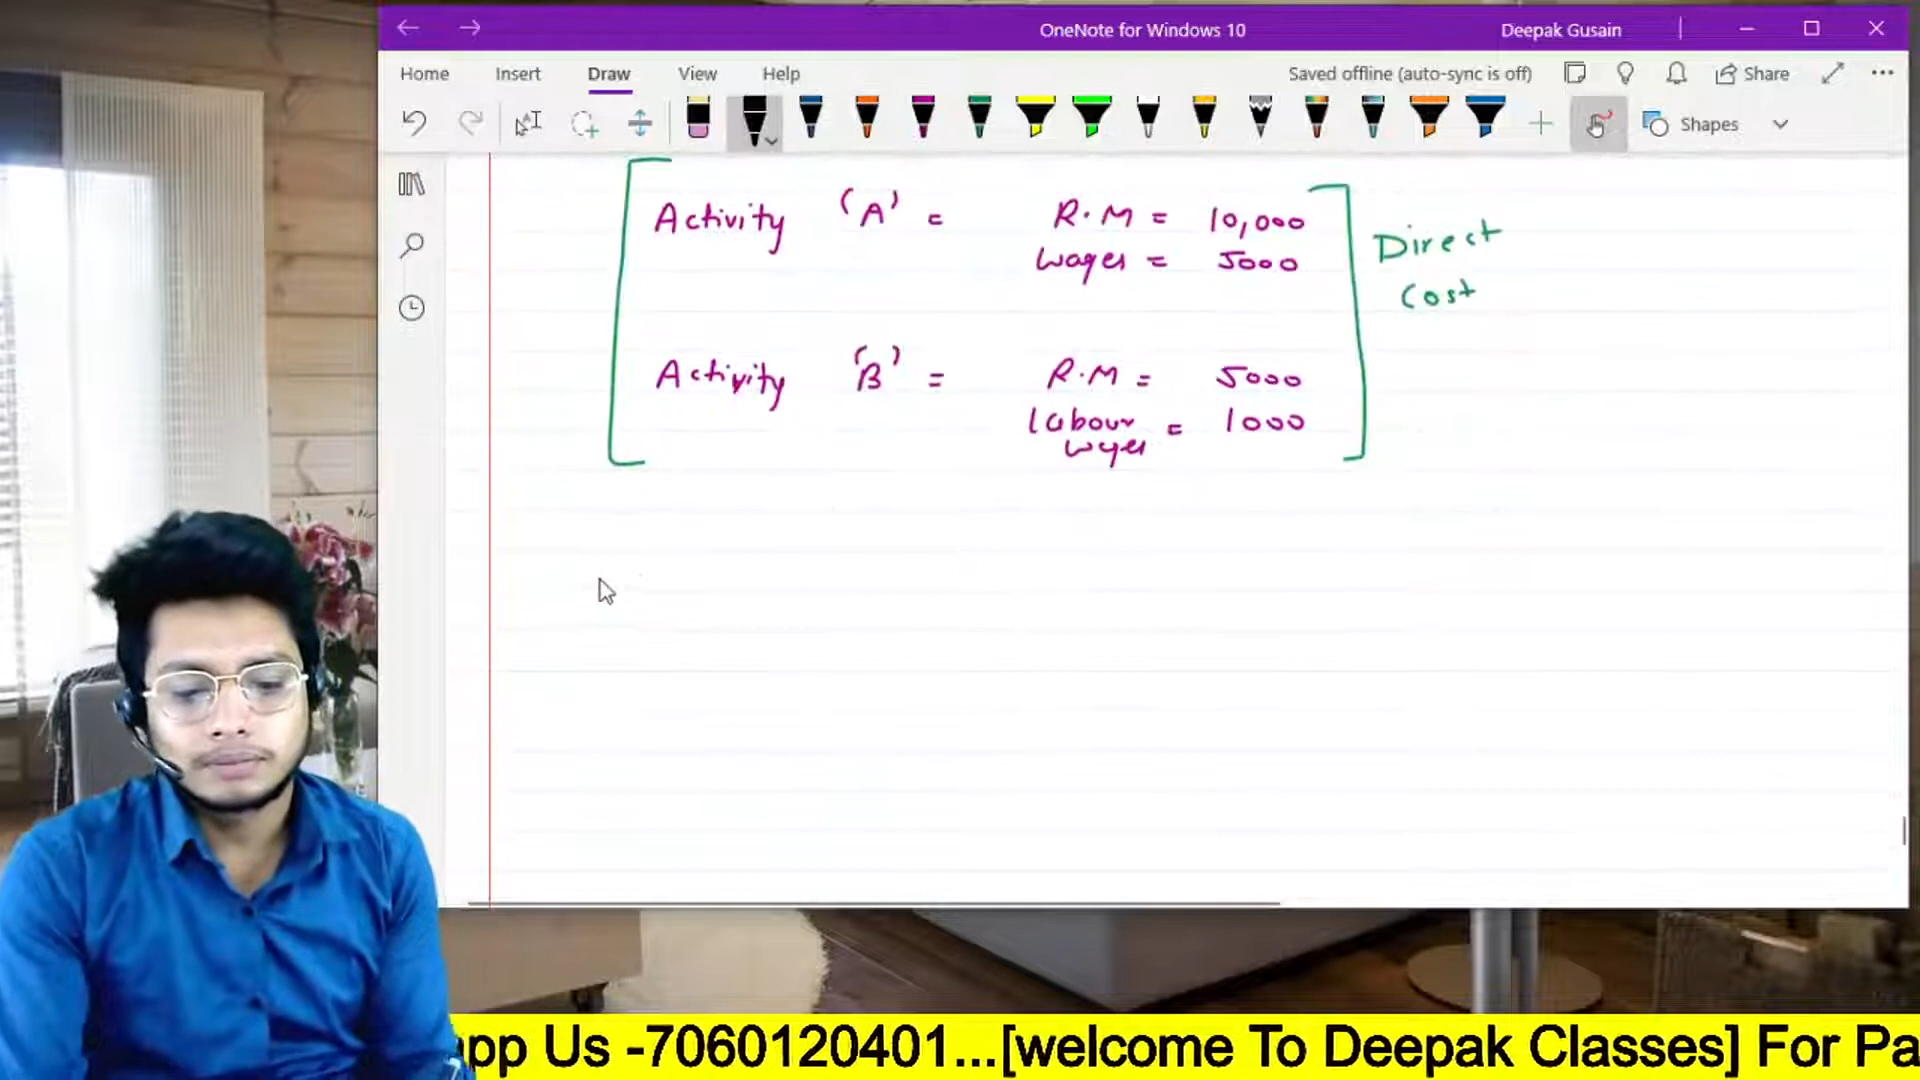 OneNote for Windows 10
Deepak Gusain
Home Insert Draw View Help
Saved offline (auto-sync is off)
Share
Shapes
Activity 'A' = R.M = 10,000
wages = 5000
Direct
Cost
Activity 'B' = R.M = 5000
labour = 1000
wages
app Us -7060120401...[welcome To Deepak Classes] For Pa